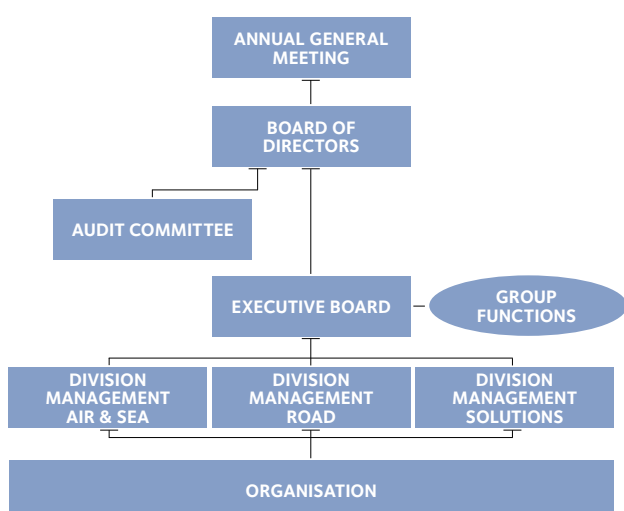 ANNUAL GENERAL
MEETING
BOARD OF
DIRECTORS
AUDIT COMMITTEE
EXECUTIVE BOARD
GROUP
FUNCTIONS
DIVISION
MANAGEMENT
AIR & SEA
DIVISION
MANAGEMENT
ROAD
DIVISION
MANAGEMENT
SOLUTIONS
ORGANISATION